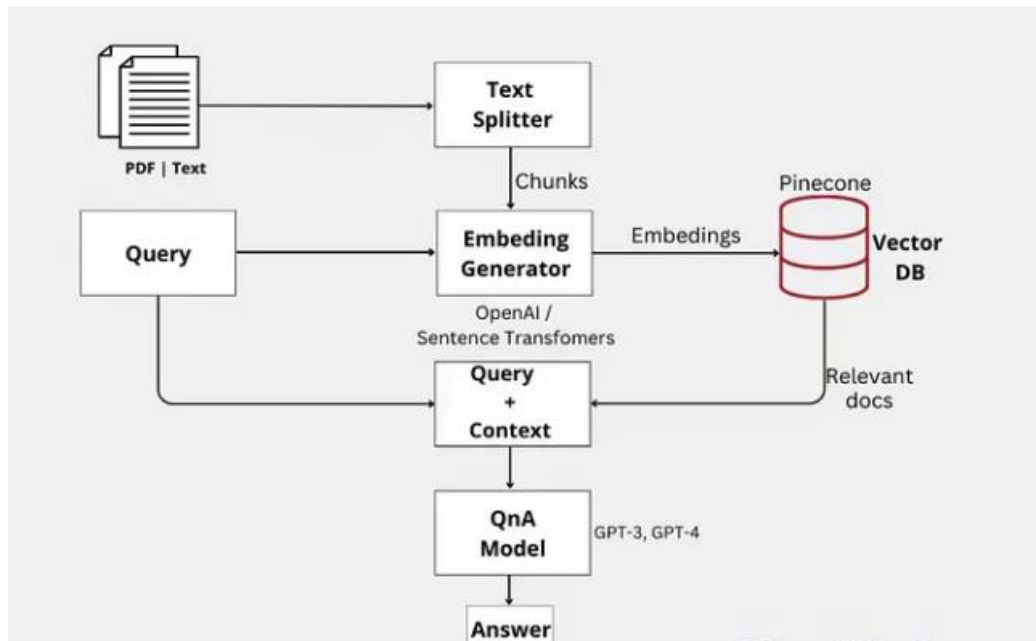 Text
Splitter
PDF | Text
Chunks
Pinecone
Query
Embeding
Generator
Embedings
Vector
DB
OpenAI /
Sentence Transfomers
Query
+
Context
Relevant
docs
QnA
Model
GPT-3, GPT-4
Answer